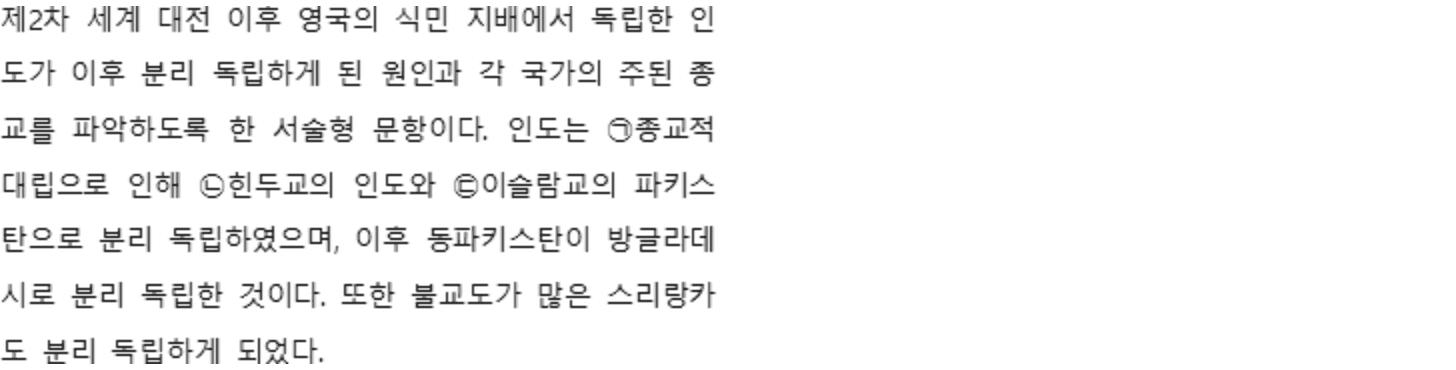 제2차 세계 대전 이후 영국의 식민 지배에서 독립한 인
도가 이후 분리 독립하게 된 원인과 각 국가의 주된 종
교를 파악하도록 한 서술형 문항이다. 인도는 ㉠종교적
대립으로 인해 ㉡힌두교의 인도와 ㉢이슬람교의 파키스
탄으로 분리 독립하였으며, 이후 동파키스탄이 방글라데
시로 분리 독립한 것이다. 또한 불교도가 많은 스리랑카
도 분리 독립하게 되었다.